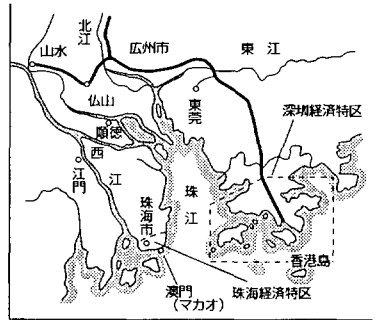 北江
広州市
東江
山水
仏山
東莞
深圳経済特区
順徳
西江
江門
珠江
珠海市
香港島
珠海経済特区
澳門
(マカオ)